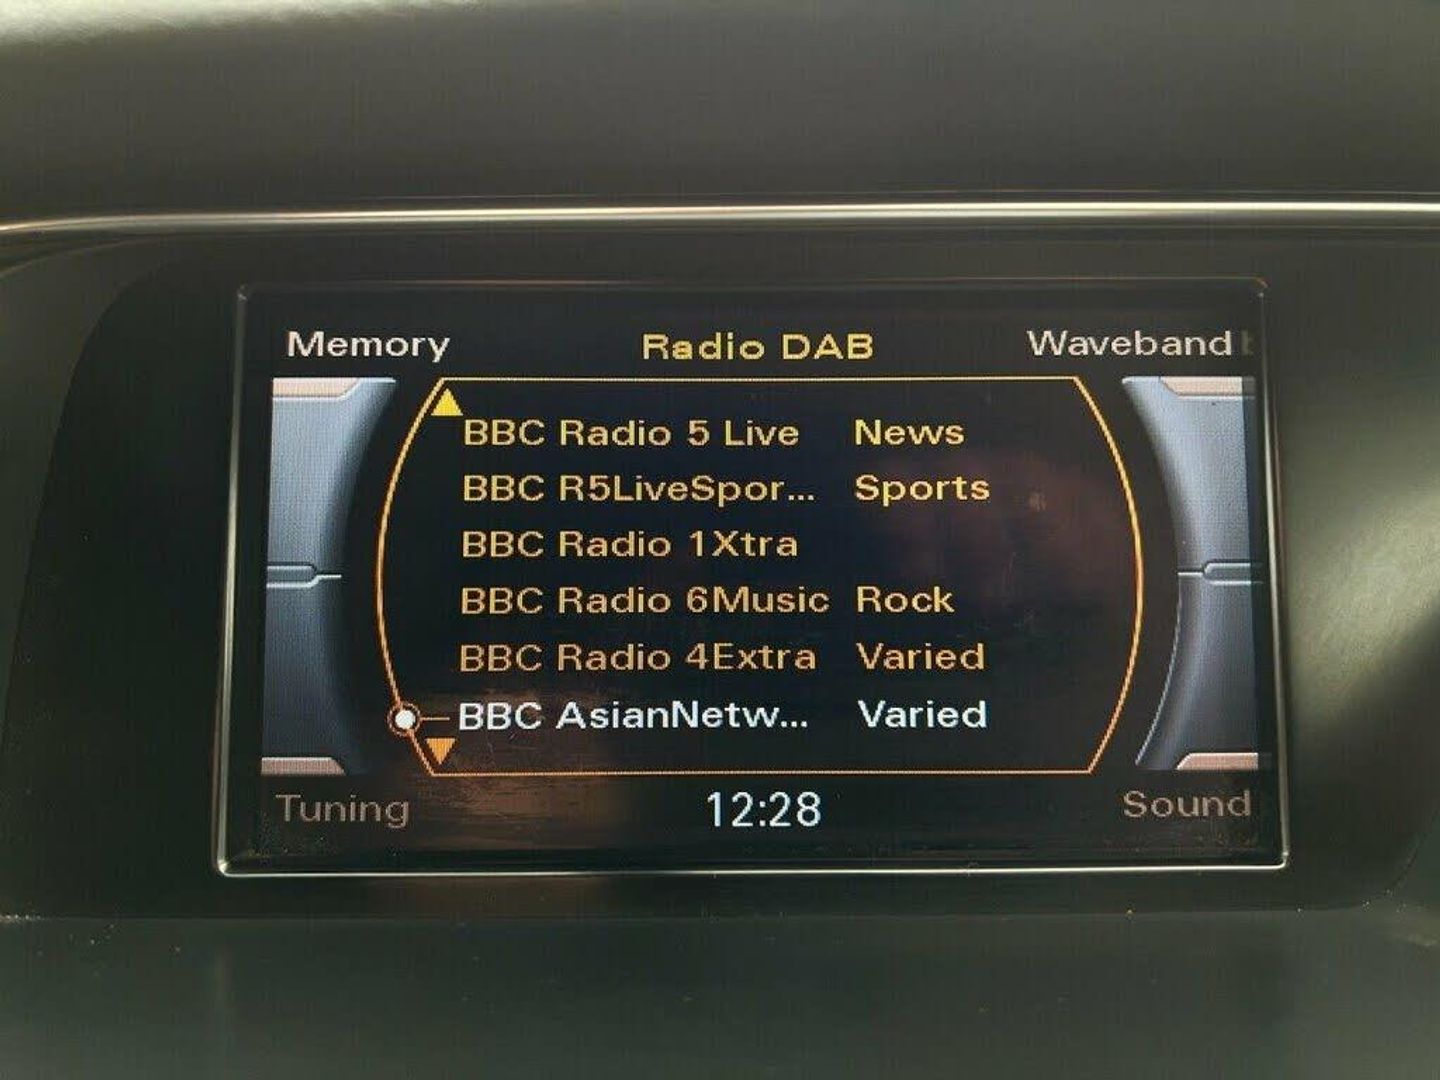 Memory Radio DAB Waveband
BBC Radio 5 Live News
BBC R5LiveSpor... Sports
BBC Radio 1Xtra
BBC Radio 6Music Rock
BBC Radio 4Extra Varied
BBC AsianNetw... Varied
Tuning 12:28 Sound